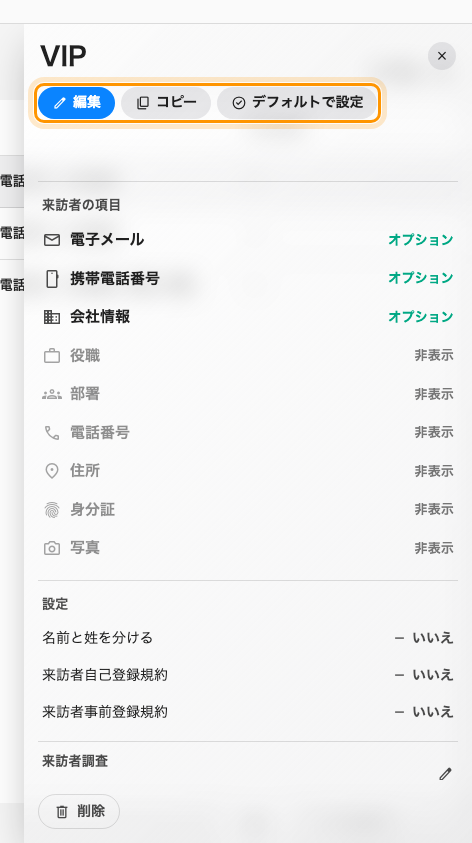 VIP
編集 コピー デフォルトで設定
電話
来訪者の項目
電話
電子メール オプション
電話
携帯電話番号 オプション
会社情報 オプション
役職 非表示
部署 非表示
電話番号 非表示
住所 非表示
身分証 非表示
写真 非表示
設定
名前と姓を分ける – いいえ
来訪者自己登録規約 – いいえ
来訪者事前登録規約 – いいえ
来訪者調査
削除